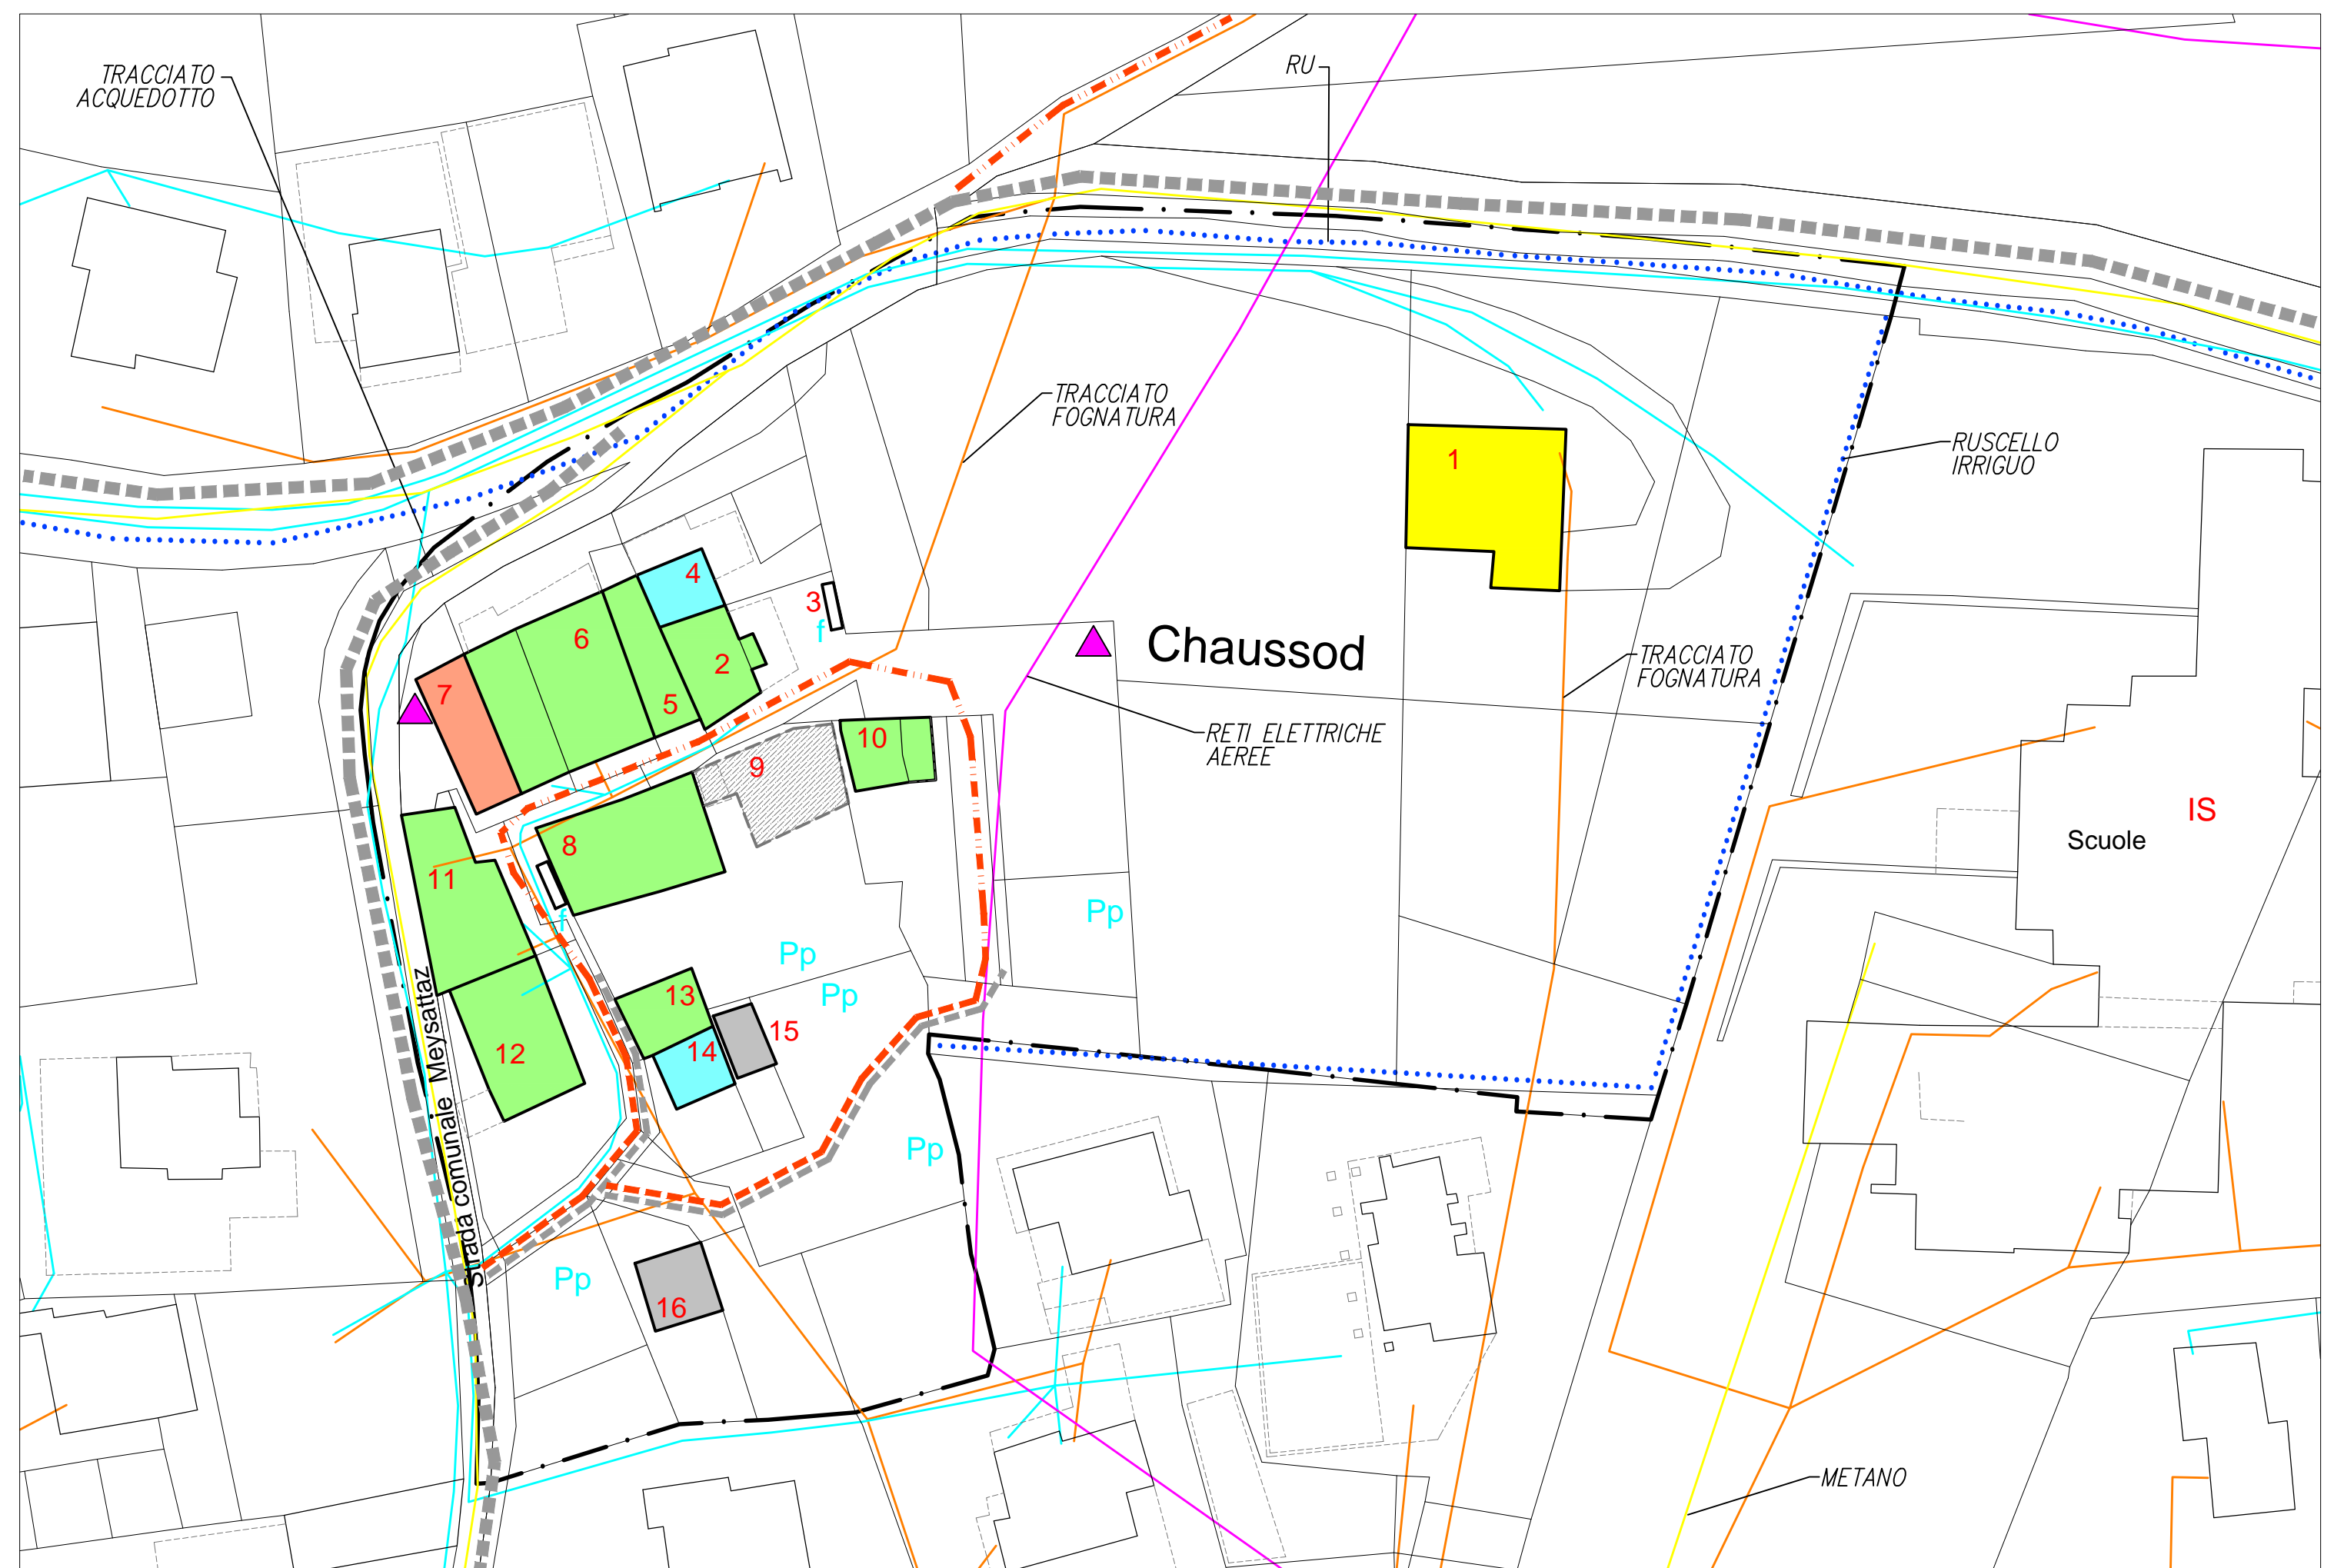 TRACCIATO
ACQUEDOTTO
RU
TRACCIATO
FOGNATURA
RUSCELLO
IRRIGUO
1
4
3
f
6
2
Chaussod
7
5
TRACCIATO
FOGNATURA
10
RETI ELETTRICHE
AEREE
9
IS
Scuole
8
11
f
Pp
Pp
Pp
13
15
14
12
Strada comunale Meysattaz
Pp
Pp
16
METANO